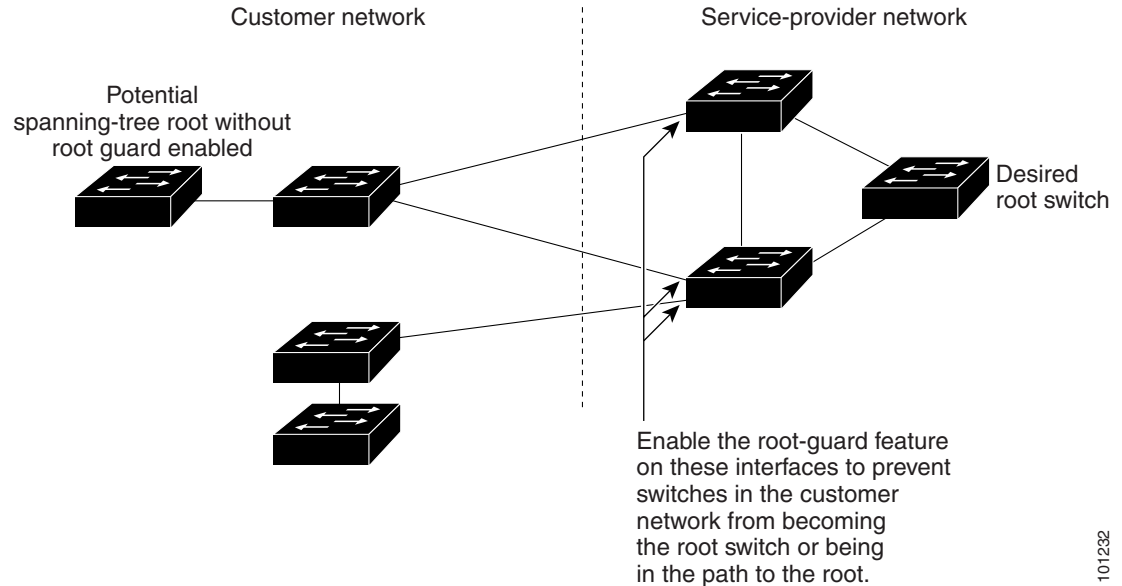 Customer network
Service-provider network
Potential
spanning-tree root without
root guard enabled
Desired
root switch
Enable the root-guard feature
on these interfaces to prevent
switches in the customer
network from becoming
the root switch or being
in the path to the root.
101232